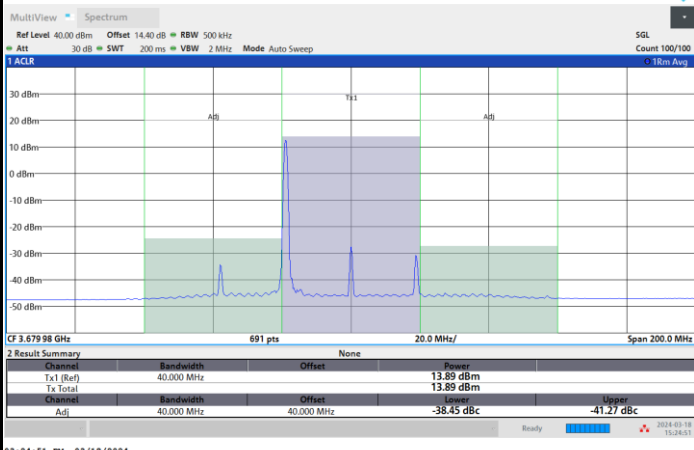 MultiView Spectrum
Ref Level 40.00 dBm Offset 14.40 dB RBW 500 kHz SGL
Att 30 dB SWT 200 ms VBW 2 MHz Mode Auto Sweep Count 100/100
1 ACLR 1Rm Avg
30 dBm
Tx1
20 dBm
Adj Adj
10 dBm
0 dBm
-10 dBm
-20 dBm
-30 dBm
-40 dBm
-50 dBm
CF 3.67998 GHz 691 pts 20.0 MHz/ Span 200.0 MHz
2 Result Summary None
Channel Bandwidth Offset Power
Tx1 (Ref) 40.000 MHz 13.89 dBm
Tx Total 13.89 dBm
Channel Bandwidth Offset Lower Upper
Adj 40.000 MHz 40.000 MHz -38.45 dBc -41.27 dBc
Ready 2024-03-18
15:24:51